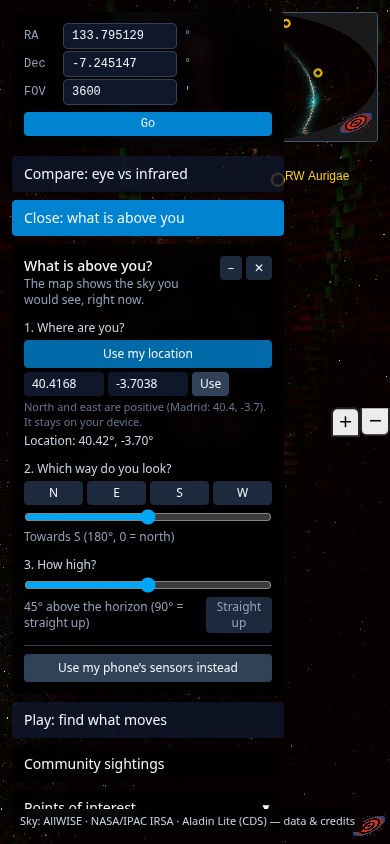 RA 133.795129 °
Dec -7.245147 °
FOV 3600 '
Go
Compare: eye vs infrared
RW Aurigae
Close: what is above you
What is above you?
– ✕
The map shows the sky you
would see, right now.
1. Where are you?
Use my location
40.4168 -3.7038 Use
North and east are positive (Madrid: 40.4, -3.7).
It stays on your device.
Location: 40.42°, -3.70°
+ −
2. Which way do you look?
N E S W
Towards S (180°, 0 = north)
3. How high?
45° above the horizon (90° =
straight up)
Straight
up
Use my phone's sensors instead
Play: find what moves
Community sightings
Points of interest ▼
Sky: AllWISE · NASA/IPAC IRSA · Aladin Lite (CDS) — data & credits